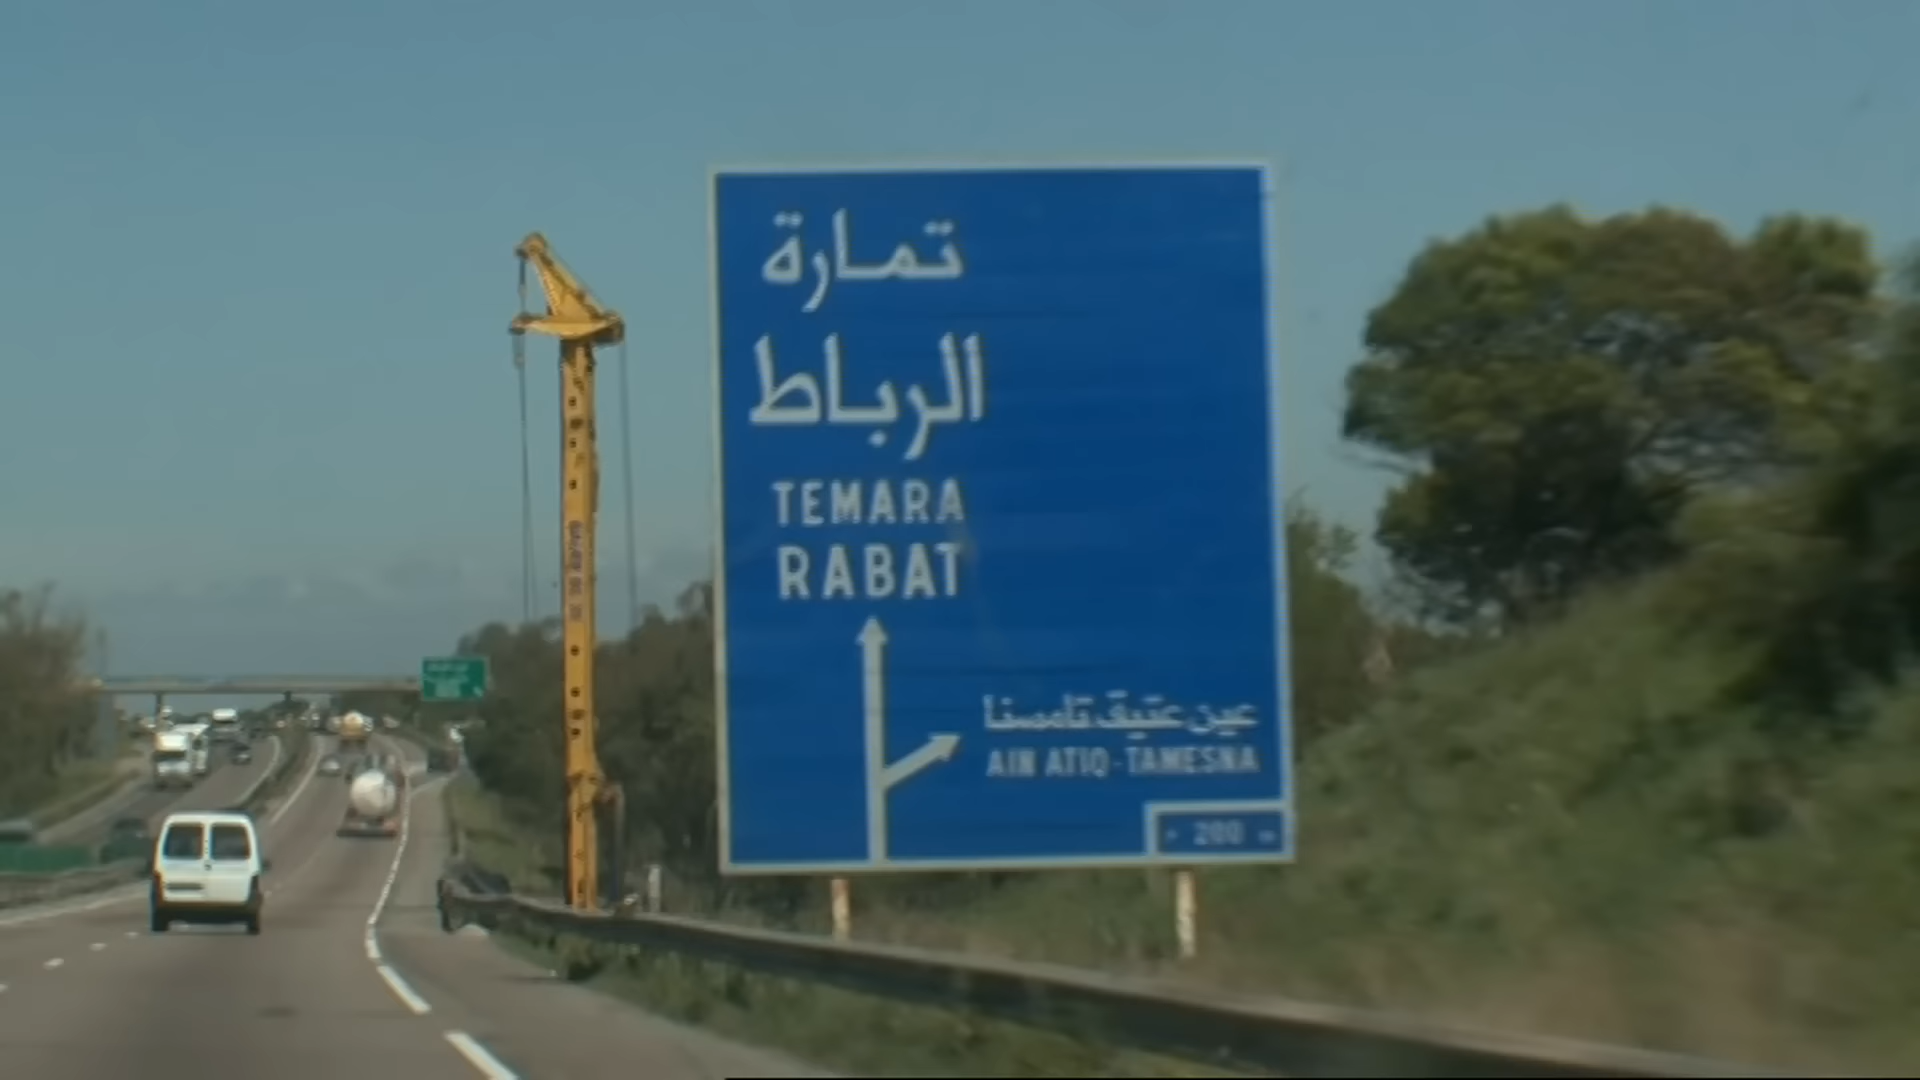 تمارة
الرباط
TEMARA
RABAT
عين عتيق تامسنا
AIN ATIQ - TAMESNA
200